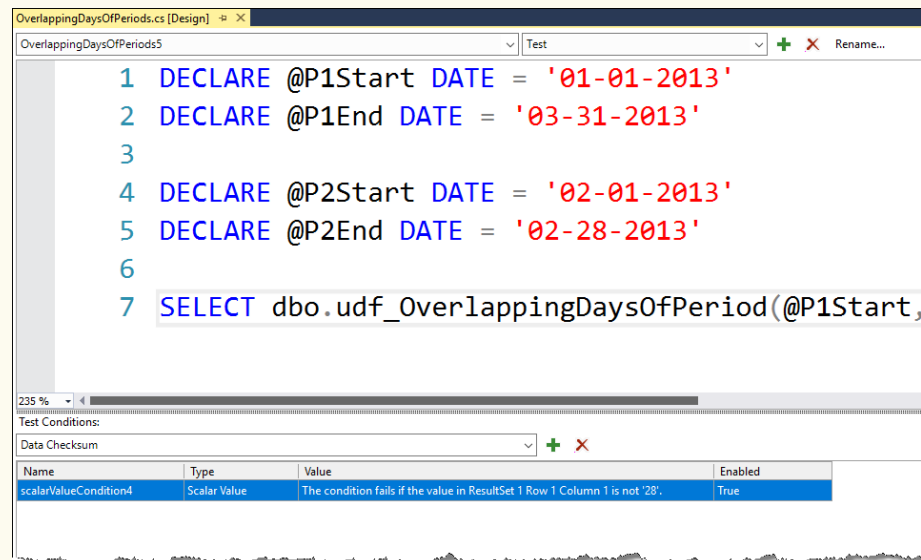 OverlappingDaysOfPeriods.cs [Design]
OverlappingDaysOfPeriods5 Test Rename...
1 DECLARE @P1Start DATE = '01-01-2013'
2 DECLARE @P1End DATE = '03-31-2013'
3
4 DECLARE @P2Start DATE = '02-01-2013'
5 DECLARE @P2End DATE = '02-28-2013'
6
7 SELECT dbo.udf_OverlappingDaysOfPeriod(@P1Start,
235 %
Test Conditions:
Data Checksum
Name Type Value Enabled
scalarValueCondition4 Scalar Value The condition fails if the value in ResultSet 1 Row 1 Column 1 is not '28'. True